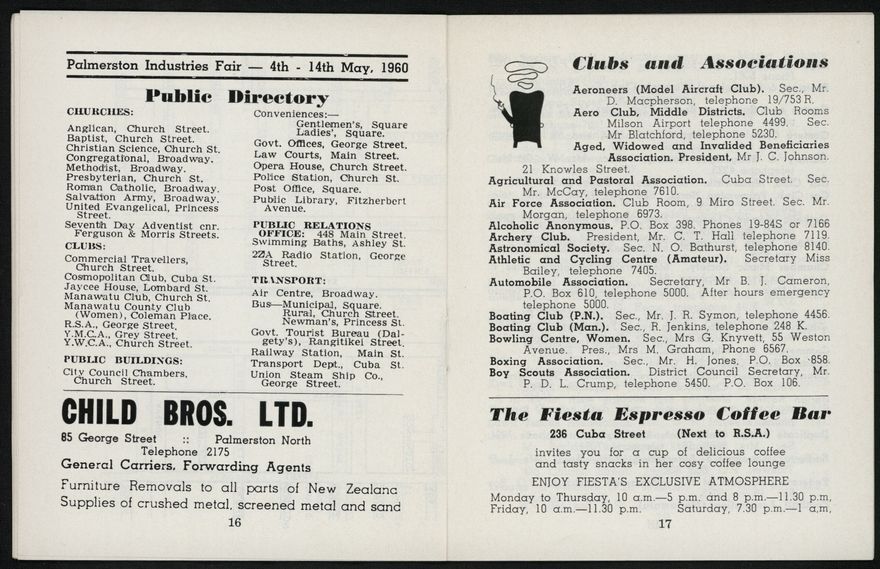 Palmerston Industries Fair — 4th - 14th May, 1960
Public Directory
CHURCHES:
Anglican, Church Street.
Baptist, Church Street.
Christian Science, Church St.
Congregational, Broadway.
Methodist, Broadway.
Presbyterian, Church St.
Roman Catholic, Broadway.
Salvation Army, Broadway.
United Evangelical, Princess
Street.
Seventh Day Adventist cnr.
Ferguson & Morris Streets.
CLUBS:
Commercial Travellers,
Church Street.
Cosmopolitan Club, Cuba St.
Jaycee House, Lombard St.
Manawatu Club, Church St.
Manawatu County Club
(Women), Coleman Place.
R.S.A., George Street.
Y.M.C.A., Grey Street.
Y.W.C.A., Church Street.
PUBLIC BUILDINGS:
City Council Chambers,
Church Street.
Conveniences:—
Gentlemen's, Square
Ladies', Square.
Govt. Offices, George Street.
Law Courts, Main Street.
Opera House, Church Street.
Police Station, Church St.
Post Office, Square.
Public Library, Fitzherbert
Avenue.
PUBLIC RELATIONS
OFFICE: 448 Main Street.
Swimming Baths, Ashley St.
2ZA Radio Station, George
Street.
TRANSPORT:
Air Centre, Broadway.
Bus—Municipal, Square.
Rural, Church Street.
Newman's, Princess St.
Govt. Tourist Bureau (Dal-
gety's), Rangitikei Street.
Railway Station, Main St.
Transport Dept., Cuba St.
Union Steam Ship Co.,
George Street.
CHILD BROS. LTD.
85 George Street :: Palmerston North
Telephone 2175
General Carriers, Forwarding Agents
Furniture Removals to all parts of New Zealand
Supplies of crushed metal, screened metal and sand
16
Clubs and Associations
Aeroneers (Model Aircraft Club). Sec., Mr.
D. Macpherson, telephone 19/753 R.
Aero Club, Middle Districts. Club Rooms
Milson Airport telephone 4499. Sec.
Mr Blatchford, telephone 5230.
Aged, Widowed and Invalided Beneficiaries
Association. President, Mr J. C. Johnson.
21 Knowles Street.
Agricultural and Pastoral Association. Cuba Street. Sec.
Mr. McCay, telephone 7610.
Air Force Association. Club Room, 9 Miro Street. Sec. Mr.
Morgan, telephone 6973.
Alcoholic Anonymous. P.O. Box 398. Phones 19-84S or 7166
Archery Club. President, Mr. C. T. Hall telephone 7119.
Astronomical Society. Sec. N. O. Bathurst, telephone 8140.
Athletic and Cycling Centre (Amateur). Secretary Miss
Bailey, telephone 7405.
Automobile Association. Secretary, Mr B. J. Cameron,
P.O. Box 610, telephone 5000. After hours emergency
telephone 5000.
Boating Club (P.N.). Sec., Mr. J. R. Symon, telephone 4456.
Boating Club (Man.). Sec., R. Jenkins, telephone 248 K.
Bowling Centre, Women. Sec., Mrs G. Knyvett, 55 Weston
Avenue. Pres., Mrs M. Graham, Phone 6567.
Boxing Association. Sec., Mr. H. Jones, P.O. Box 858.
Boy Scouts Association. District Council Secretary, Mr.
P. D. L. Crump, telephone 5450. P.O. Box 106.
The Fiesta Espresso Coffee Bar
236 Cuba Street (Next to R.S.A.)
invites you for a cup of delicious coffee
and tasty snacks in her cosy coffee lounge
ENJOY FIESTA'S EXCLUSIVE ATMOSPHERE
Monday to Thursday, 10 a.m.—5 p.m. and 8 p.m.—11.30 p.m.
Friday, 10 a.m.—11.30 p.m. Saturday, 7.30 p.m.—1 a.m.
17